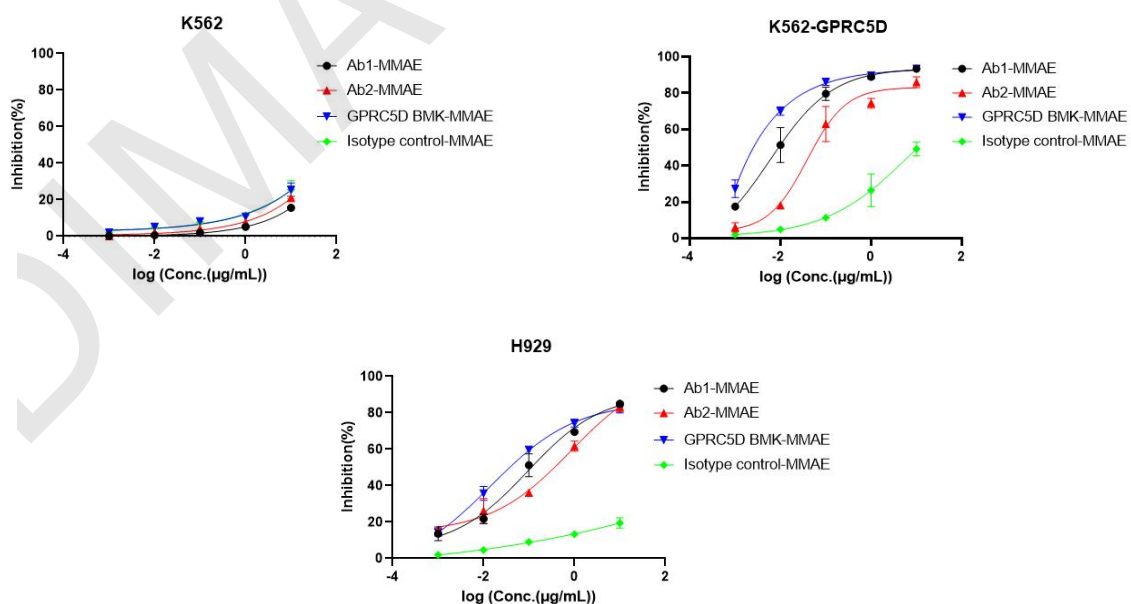 K562
100
80
60
40
20
0
-4
-2
0
2
Inhibition(%)
log (Conc.(µg/mL))
Ab1-MMAE
Ab2-MMAE
GPRC5D BMK-MMAE
Isotype control-MMAE
K562-GPRC5D
100
80
60
40
20
0
-4
-2
0
2
Inhibition(%)
log (Conc.(µg/mL))
Ab1-MMAE
Ab2-MMAE
GPRC5D BMK-MMAE
Isotype control-MMAE
H929
100
80
60
40
20
0
-4
-2
0
2
Inhibition(%)
log (Conc.(µg/mL))
Ab1-MMAE
Ab2-MMAE
GPRC5D BMK-MMAE
Isotype control-MMAE
DIMA